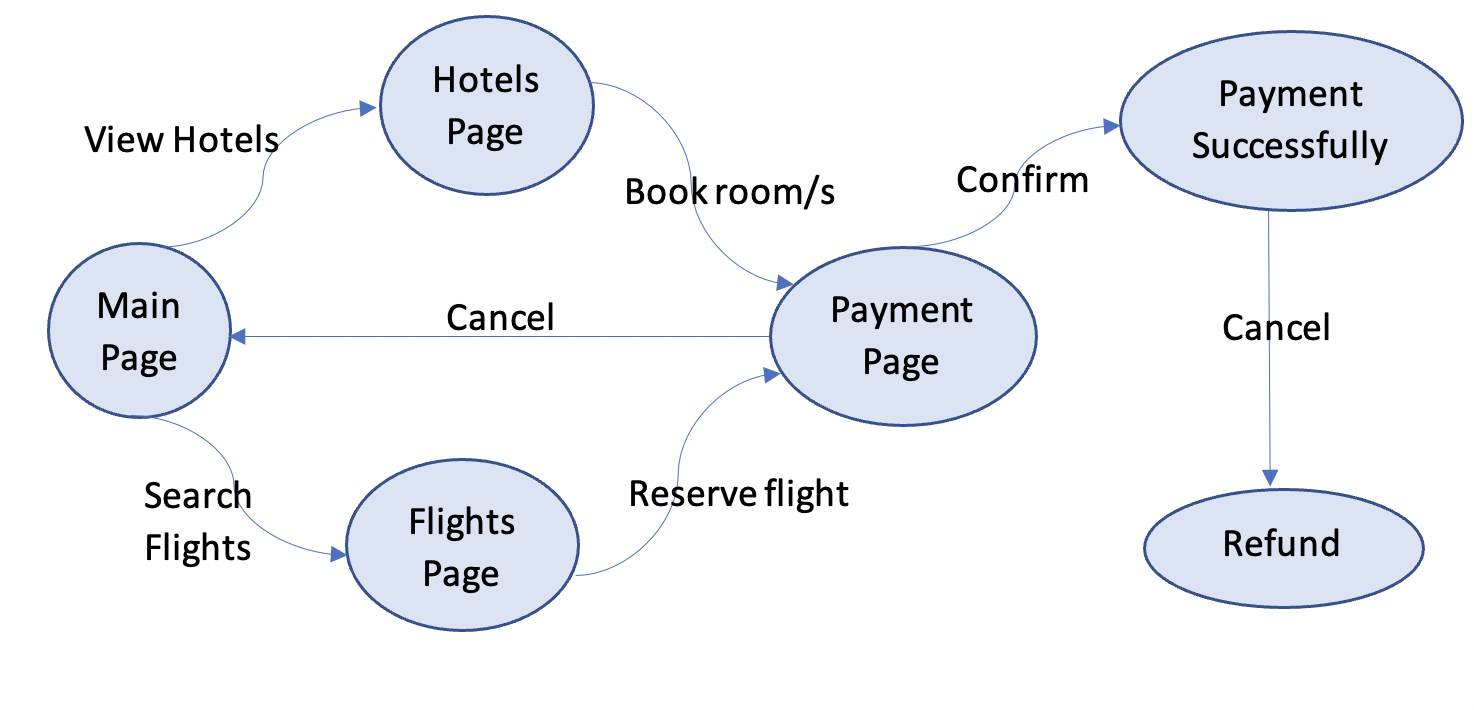 Hotels
Page
Payment
Successfully
View Hotels
Book room/s
Confirm
Main
Page
Cancel
Payment
Page
Cancel
Search
Flights
Reserve flight
Flights
Page
Refund